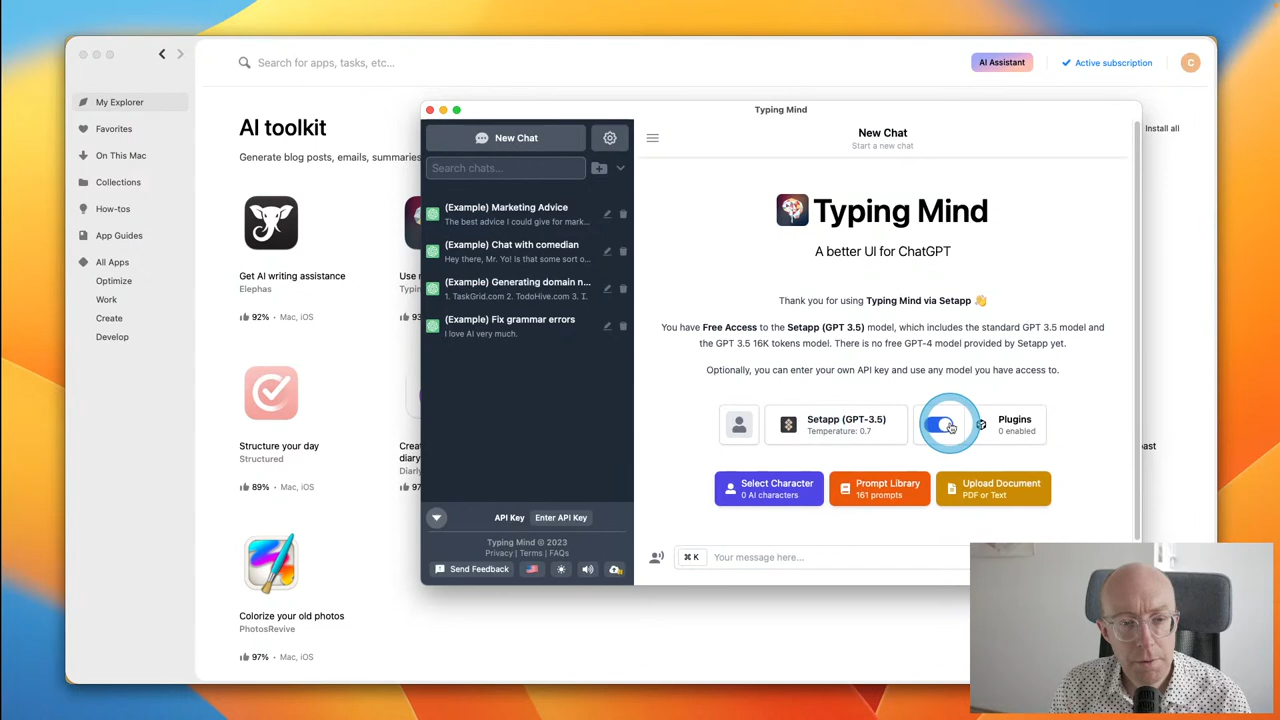 Search for apps, tasks, etc...
AI Assistant
Active subscription
C
My Explorer
Favorites
On This Mac
Collections
How-tos
App Guides
All Apps
Optimize
Work
Create
Develop
AI toolkit
Install all
Generate blog posts, emails, summaries
Get AI writing assistance
Elephas
92% • Mac, iOS
Structure your day
Structured
89% • Mac, iOS
Colorize your old photos
PhotosRevive
97% • Mac, iOS
Typing Mind
New Chat
Search chats...
(Example) Marketing Advice
The best advice I could give for mark...
(Example) Chat with comedian
Hey there, Mr. Yo! Is that some sort o...
(Example) Generating domain n...
1. TaskGrid.com 2. TodoHive.com 3. T.
(Example) Fix grammar errors
I love AI very much.
API Key
Enter API Key
Typing Mind © 2023
Privacy | Terms | FAQs
Send Feedback
New Chat
Start a new chat
Typing Mind
A better UI for ChatGPT
Thank you for using Typing Mind via Setapp 👋
You have Free Access to the Setapp (GPT 3.5) model, which includes the standard GPT 3.5 model and
the GPT 3.5 16K tokens model. There is no free GPT-4 model provided by Setapp yet.
Optionally, you can enter your own API key and use any model you have access to.
Setapp (GPT-3.5)
Temperature: 0.7
Plugins
0 enabled
Select Character
0 AI characters
Prompt Library
161 prompts
Upload Document
PDF or Text
⌘ K
Your message here...